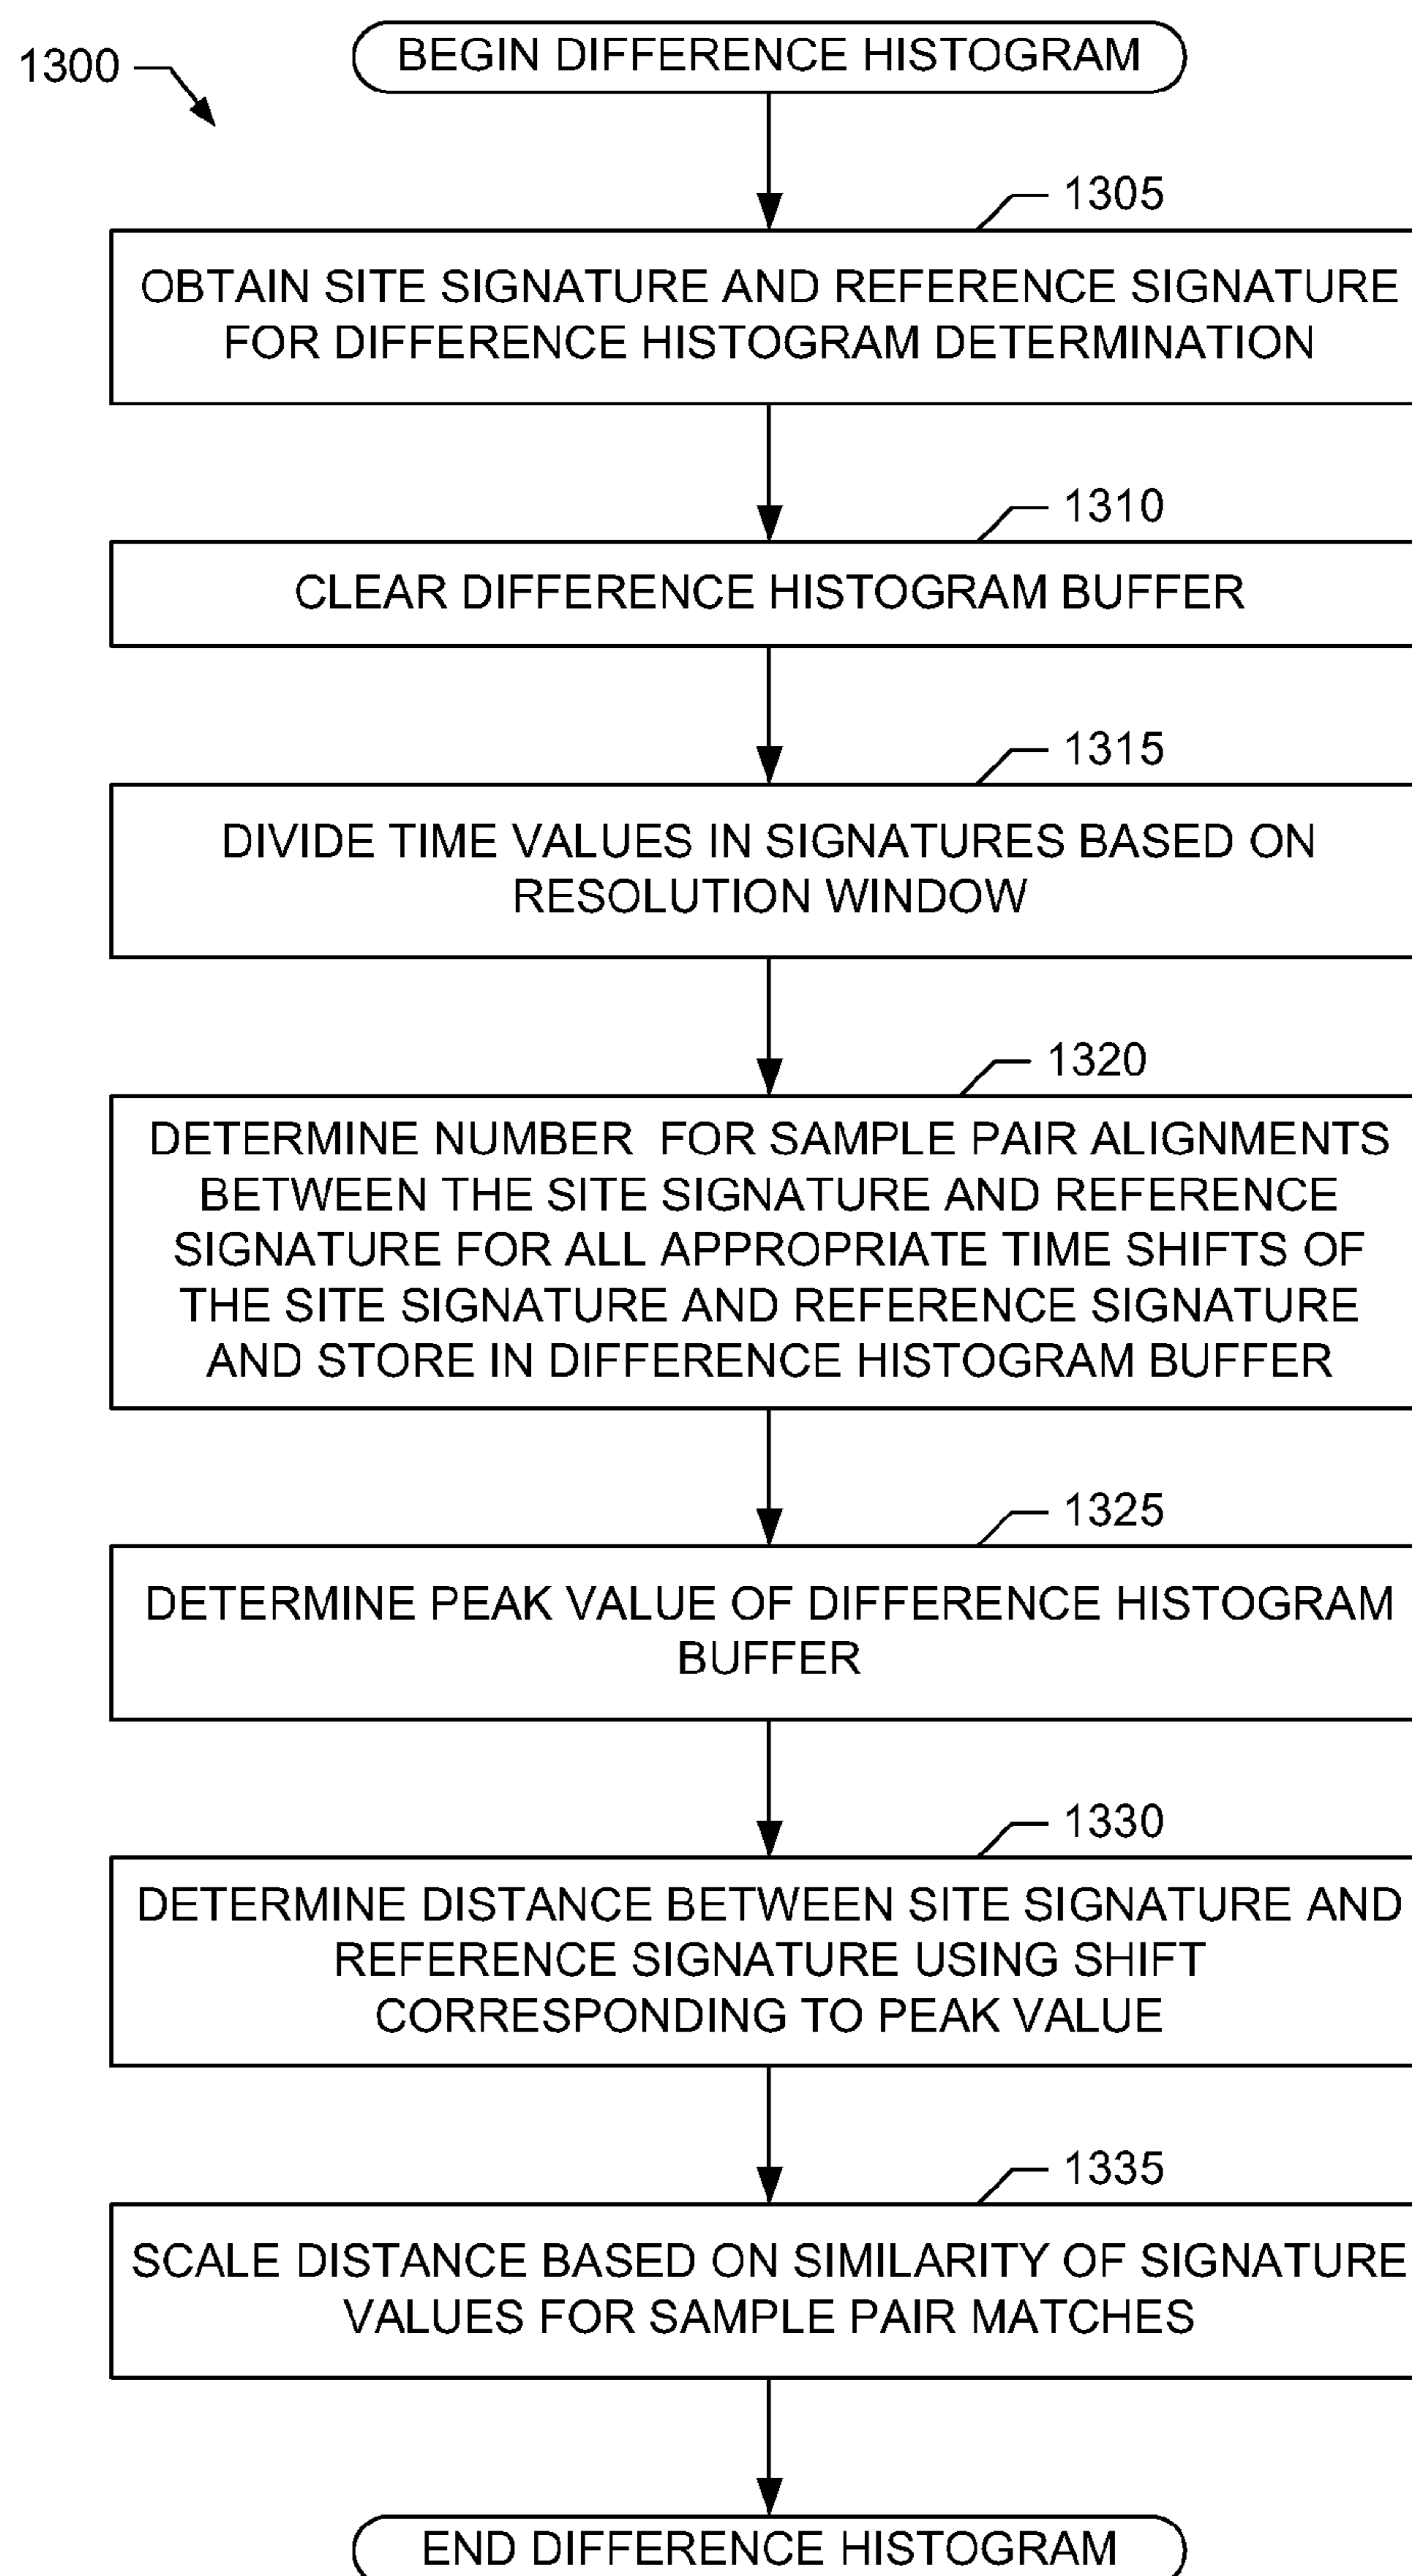 1300
BEGIN DIFFERENCE HISTOGRAM
1305
OBTAIN SITE SIGNATURE AND REFERENCE SIGNATURE
FOR DIFFERENCE HISTOGRAM DETERMINATION
1310
CLEAR DIFFERENCE HISTOGRAM BUFFER
1315
DIVIDE TIME VALUES IN SIGNATURES BASED ON
RESOLUTION WINDOW
1320
DETERMINE NUMBER FOR SAMPLE PAIR ALIGNMENTS
BETWEEN THE SITE SIGNATURE AND REFERENCE
SIGNATURE FOR ALL APPROPRIATE TIME SHIFTS OF
THE SITE SIGNATURE AND REFERENCE SIGNATURE
AND STORE IN DIFFERENCE HISTOGRAM BUFFER
1325
DETERMINE PEAK VALUE OF DIFFERENCE HISTOGRAM
BUFFER
1330
DETERMINE DISTANCE BETWEEN SITE SIGNATURE AND
REFERENCE SIGNATURE USING SHIFT
CORRESPONDING TO PEAK VALUE
1335
SCALE DISTANCE BASED ON SIMILARITY OF SIGNATURE
VALUES FOR SAMPLE PAIR MATCHES
END DIFFERENCE HISTOGRAM